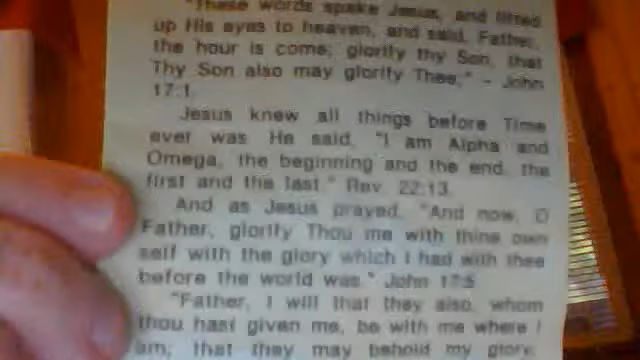 "These words spake Jesus, and lifted
up His eyes to heaven, and said, Father,
the hour is come; glorify thy Son, that
Thy Son also may glorify Thee," - John
17:1.
Jesus knew all things before Time
ever was. He said, "I am Alpha and
Omega, the beginning and the end, the
first and the last." Rev. 22:13.
And as Jesus prayed, "And now, O
Father, glorify Thou me with thine own
self with the glory which I had with thee
before the world was." John 17:5
"Father, I will that they also, whom
thou hast given me, be with me where I
am; that they may behold my glory,